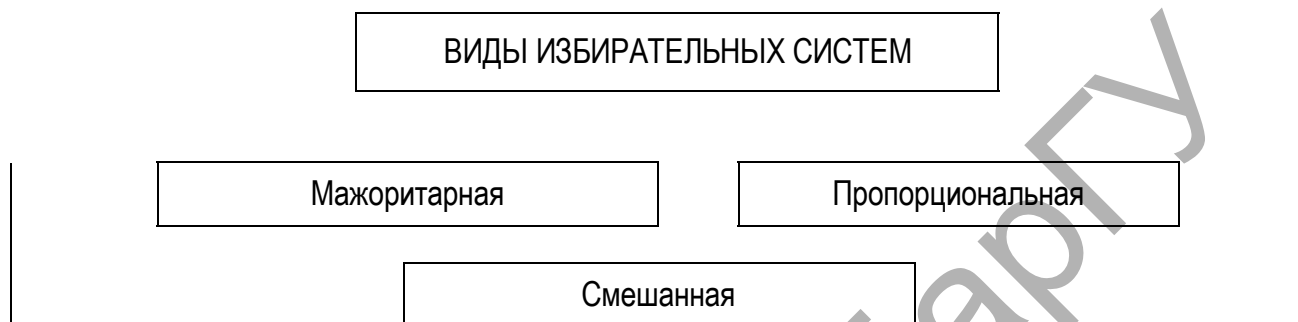 ВИДЫ ИЗБИРАТЕЛЬНЫХ СИСТЕМ
Мажоритарная
Пропорциональная
Смешанная